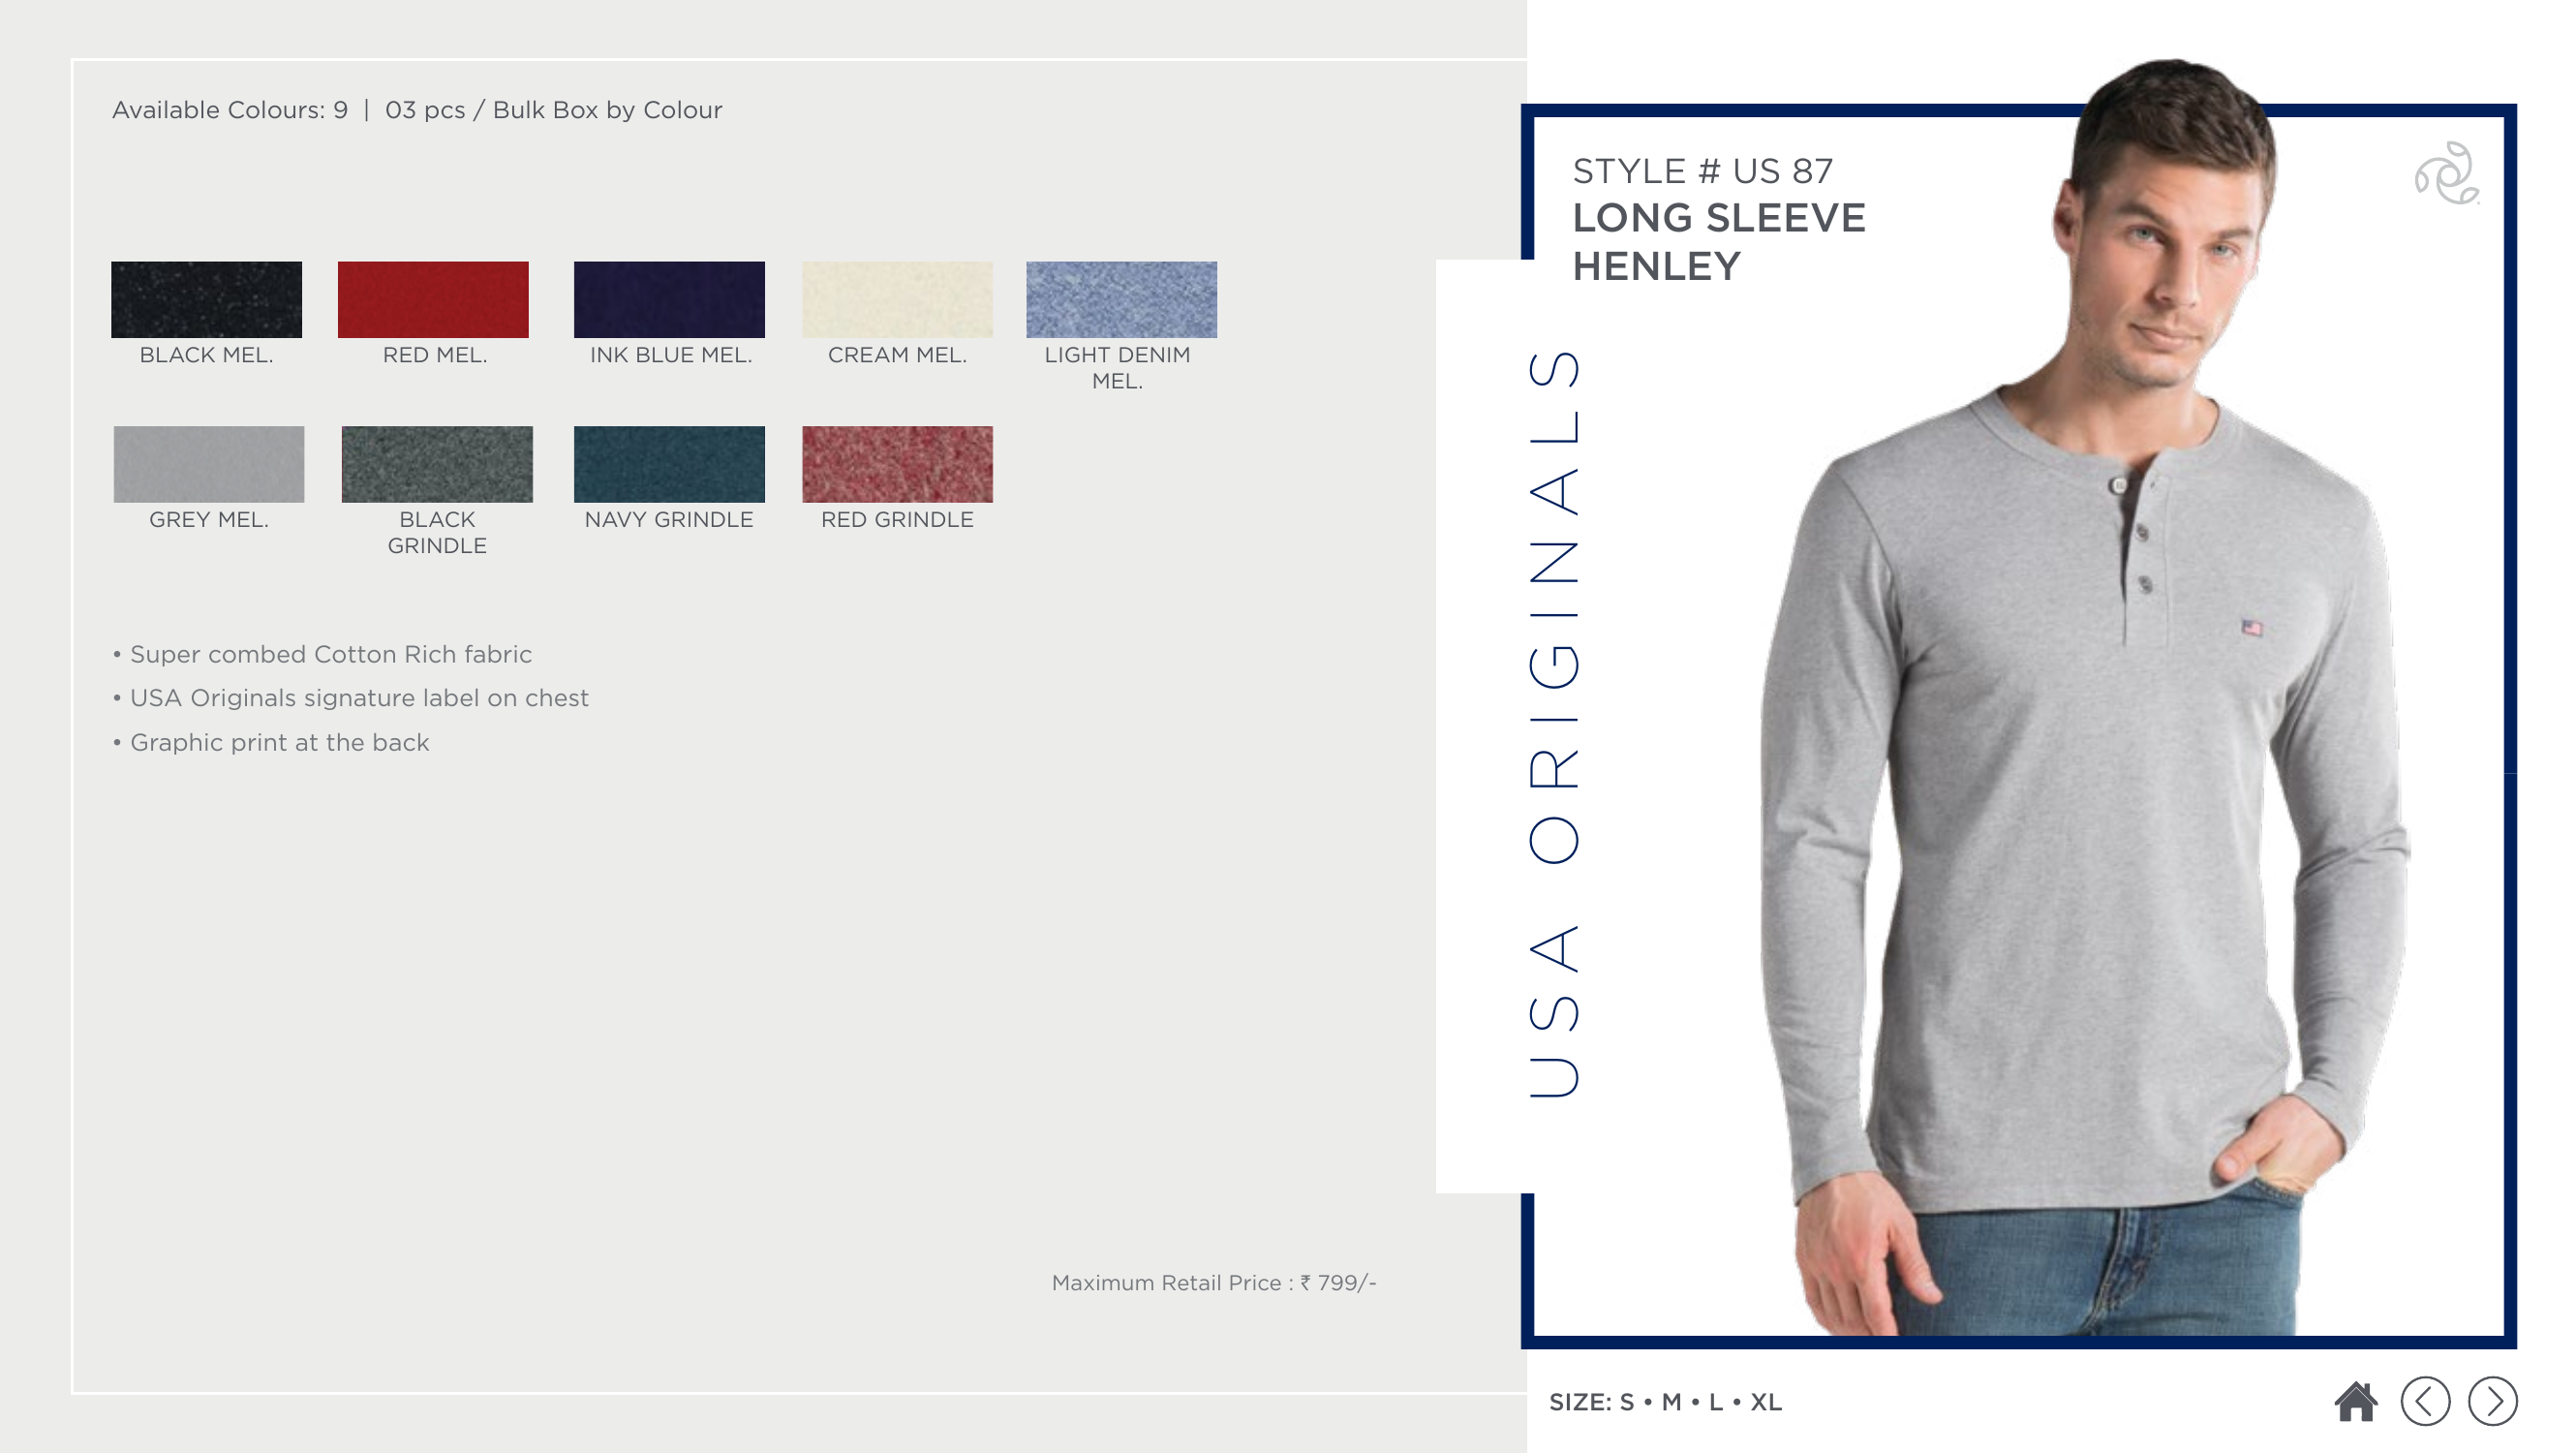 Available Colours: 9 | 03 pcs / Bulk Box by Colour
BLACK MEL.
RED MEL.
INK BLUE MEL.
CREAM MEL.
LIGHT DENIM
MEL.
GREY MEL.
BLACK
GRINDLE
NAVY GRINDLE
RED GRINDLE
• Super combed Cotton Rich fabric
• USA Originals signature label on chest
• Graphic print at the back
Maximum Retail Price : ₹ 799/-
STYLE # US 87
LONG SLEEVE
HENLEY
USA ORIGINALS
SIZE: S • M • L • XL